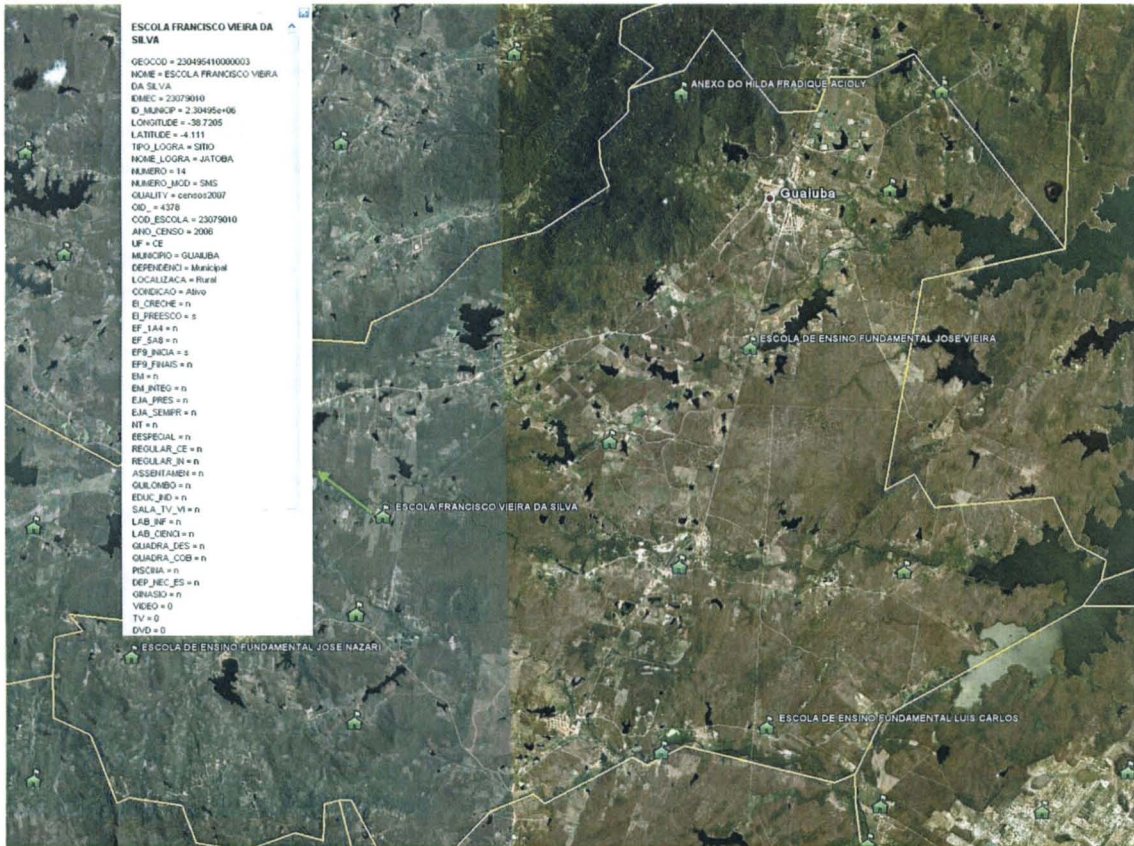 ESCOLA FRANCISCO VIEIRA DA
SILVA
GEOCOD = 230495410000003
NOME = ESCOLA FRANCISCO VIEIRA
DA SILVA
IDMEC = 23079010
ID_MUNICIP = 2.30495e+06
LONGITUDE = -38.7205
LATITUDE = -4.111
TIPO_LOGRA = SITIO
NOME_LOGRA = JATOBA
NUMERO = 14
NUMERO_MOD = SMS
QUALITY = censos2007
OID_ = 4378
COD_ESCOLA = 23079010
ANO_CENSO = 2008
UF = CE
MUNICIPIO = GUAIUBA
DEPENDENCI = Municipal
LOCALIZACA = Rural
CONDICAO = Ativo
EI_CRECHE = n
EI_PREESCO = s
EF_1A4 = n
EF_5A8 = n
EF9_INICIA = s
EF9_FINAIS = n
EM = n
EM_INTEG = n
EJA_PRES = n
EJA_SEMIPR = n
NT = n
EESPECIAL = n
REGULAR_CE = n
REGULAR_IN = n
ASSENTAMEN = n
QUILOMBO = n
EDUC_IND = n
SALA_TV_VI = n
LAB_INF = n
LAB_CIENCI = n
QUADRA_DES = n
QUADRA_COB = n
PISCINA = n
DEP_NEC_ES = n
GINASIO = n
VIDEO = 0
TV = 0
DVD = 0
ANEXO DO HILDA FRADIQUE ACIOLY
Guaiuba
ESCOLA DE ENSINO FUNDAMENTAL JOSE VIEIRA
ESCOLA FRANCISCO VIEIRA DA SILVA
ESCOLA DE ENSINO FUNDAMENTAL JOSE NAZARI
ESCOLA DE ENSINO FUNDAMENTAL LUIS CARLOS